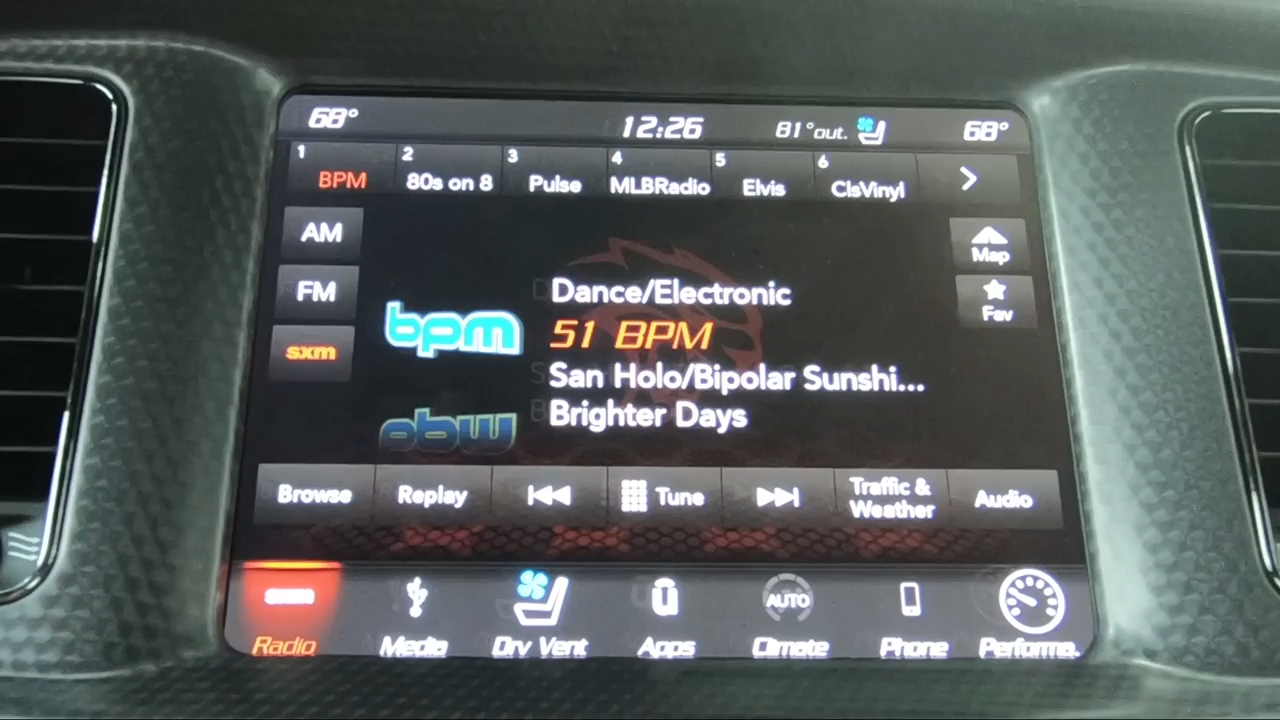 68° 12:26 81°out. 68°
1 BPM 2 80s on 8 3 Pulse 4 MLBRadio 5 Elvis 6 ClsVinyl
AM
Map
FM
Fav
sxm
bpm
Dance/Electronic
51 BPM
San Holo/Bipolar Sunshi...
Brighter Days
Browse Replay Tune Traffic & Weather Audio
sxm AUTO
Radio Media Drv Vent Apps Climate Phone Performa.